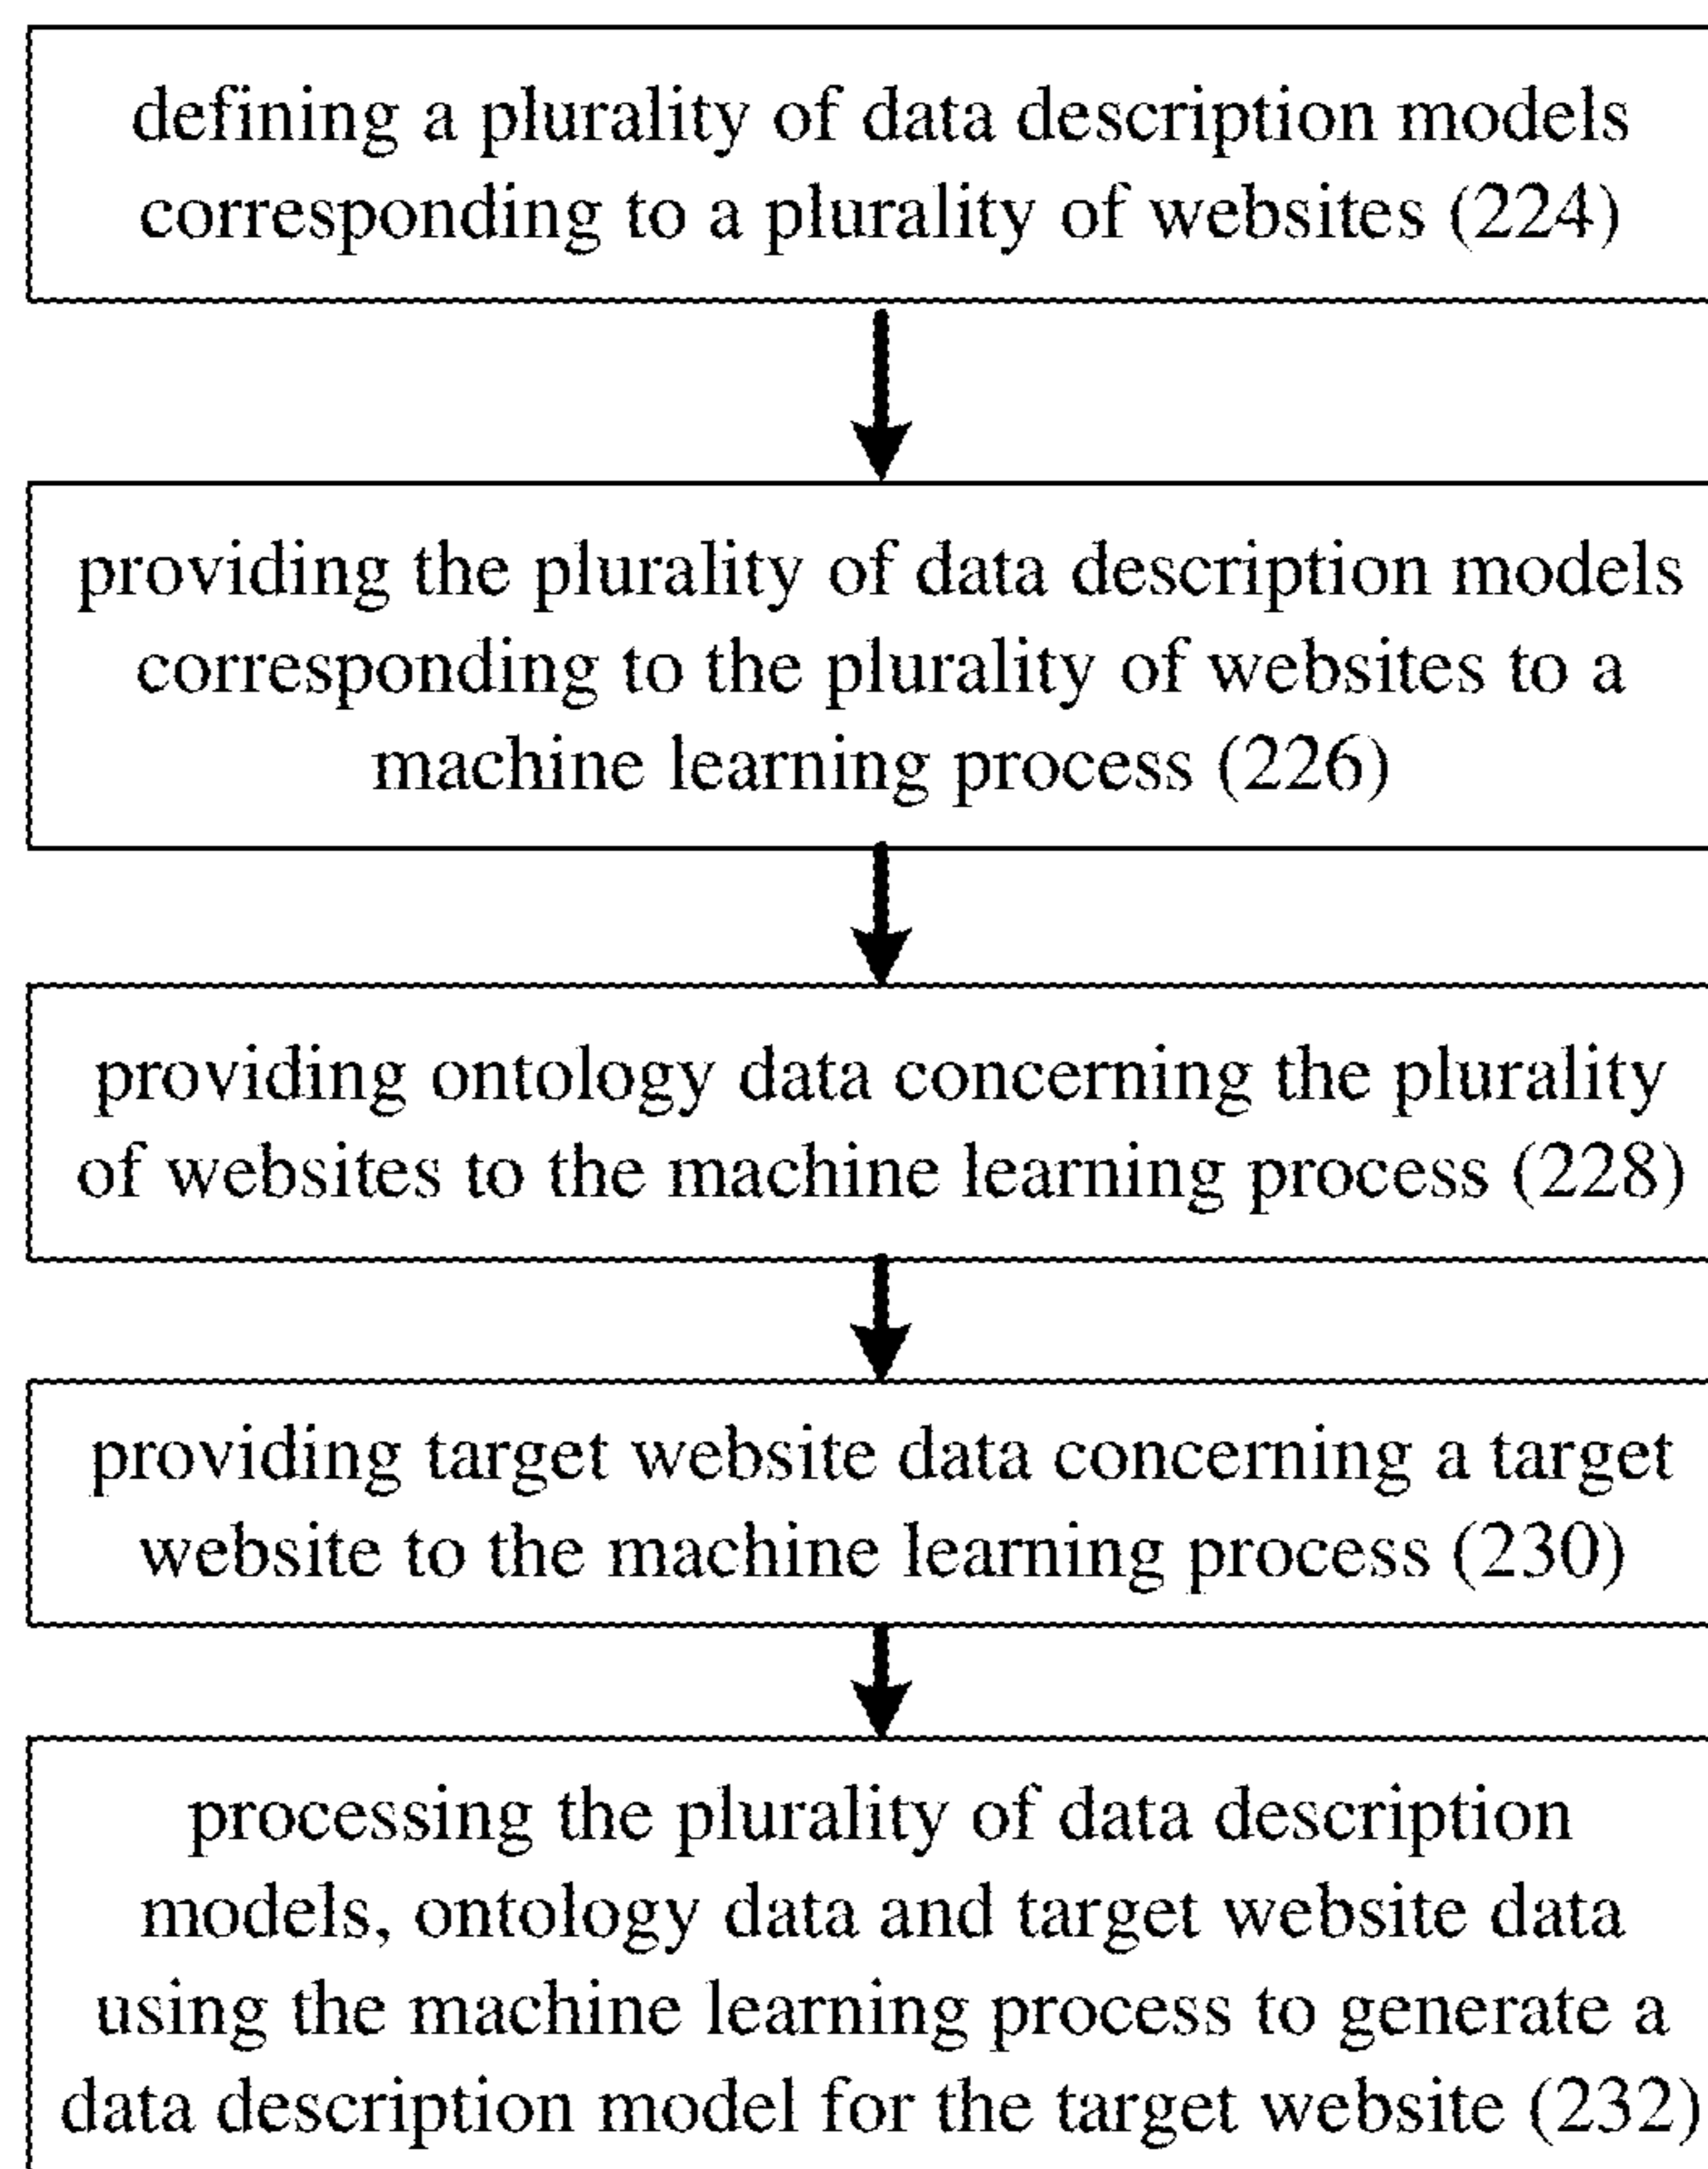 defining a plurality of data description models
corresponding to a plurality of websites (224)
providing the plurality of data description models
corresponding to the plurality of websites to a
machine learning process (226)
providing ontology data concerning the plurality
of websites to the machine learning process (228)
providing target website data concerning a target
website to the machine learning process (230)
processing the plurality of data description
models, ontology data and target website data
using the machine learning process to generate a
data description model for the target website (232)